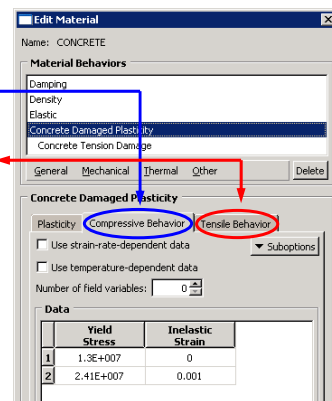 Edit Material
Name: CONCRETE
Material Behaviors
Damping
Density
Elastic
Concrete Damaged Plasticity
Concrete Tension Damage
General Mechanical Thermal Other Delete
Concrete Damaged Plasticity
Plasticity Compressive Behavior Tensile Behavior
Use strain-rate-dependent data
Suboptions
Use temperature-dependent data
Number of field variables: 0
Data
Yield Stress Inelastic Strain
1 1.3E+007 0
2 2.41E+007 0.001